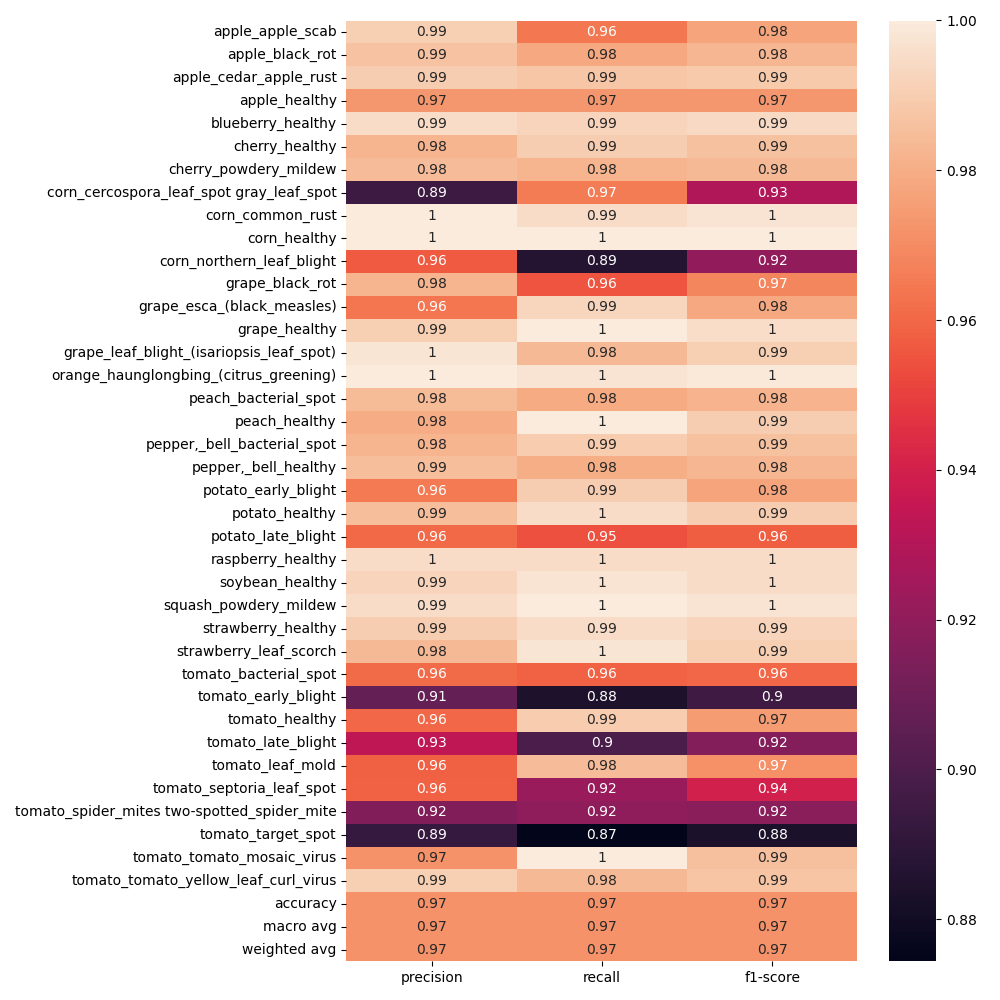 apple_apple_scab 0.99 0.96 0.98
apple_black_rot 0.99 0.98 0.98
apple_cedar_apple_rust 0.99 0.99 0.99
apple_healthy 0.97 0.97 0.97
blueberry_healthy 0.99 0.99 0.99
cherry_healthy 0.98 0.99 0.99
cherry_powdery_mildew 0.98 0.98 0.98
corn_cercospora_leaf_spot gray_leaf_spot 0.89 0.97 0.93
corn_common_rust 1 0.99 1
corn_healthy 1 1 1
corn_northern_leaf_blight 0.96 0.89 0.92
grape_black_rot 0.98 0.96 0.97
grape_esca_(black_measles) 0.96 0.99 0.98
grape_healthy 0.99 1 1
grape_leaf_blight_(isariopsis_leaf_spot) 1 0.98 0.99
orange_haunglongbing_(citrus_greening) 1 1 1
peach_bacterial_spot 0.98 0.98 0.98
peach_healthy 0.98 1 0.99
pepper,_bell_bacterial_spot 0.98 0.99 0.99
pepper,_bell_healthy 0.99 0.98 0.98
potato_early_blight 0.96 0.99 0.98
potato_healthy 0.99 1 0.99
potato_late_blight 0.96 0.95 0.96
raspberry_healthy 1 1 1
soybean_healthy 0.99 1 1
squash_powdery_mildew 0.99 1 1
strawberry_healthy 0.99 0.99 0.99
strawberry_leaf_scorch 0.98 1 0.99
tomato_bacterial_spot 0.96 0.96 0.96
tomato_early_blight 0.91 0.88 0.9
tomato_healthy 0.96 0.99 0.97
tomato_late_blight 0.93 0.9 0.92
tomato_leaf_mold 0.96 0.98 0.97
tomato_septoria_leaf_spot 0.96 0.92 0.94
tomato_spider_mites two-spotted_spider_mite 0.92 0.92 0.92
tomato_target_spot 0.89 0.87 0.88
tomato_tomato_mosaic_virus 0.97 1 0.99
tomato_tomato_yellow_leaf_curl_virus 0.99 0.98 0.99
accuracy 0.97 0.97 0.97
macro avg 0.97 0.97 0.97
weighted avg 0.97 0.97 0.97
precision recall f1-score
1.00
0.98
0.96
0.94
0.92
0.90
0.88